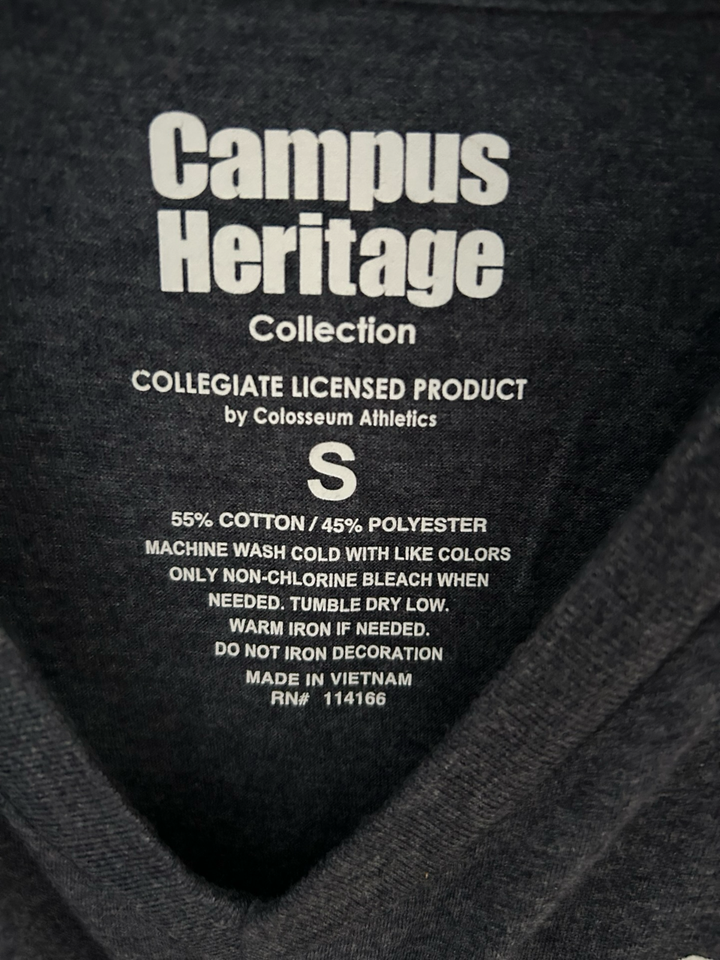 Campus
Heritage
Collection
COLLEGIATE LICENSED PRODUCT
by Colosseum Athletics
S
55% COTTON / 45% POLYESTER
MACHINE WASH COLD WITH LIKE COLORS
ONLY NON-CHLORINE BLEACH WHEN
NEEDED. TUMBLE DRY LOW.
WARM IRON IF NEEDED.
DO NOT IRON DECORATION
MADE IN VIETNAM
RN# 114166